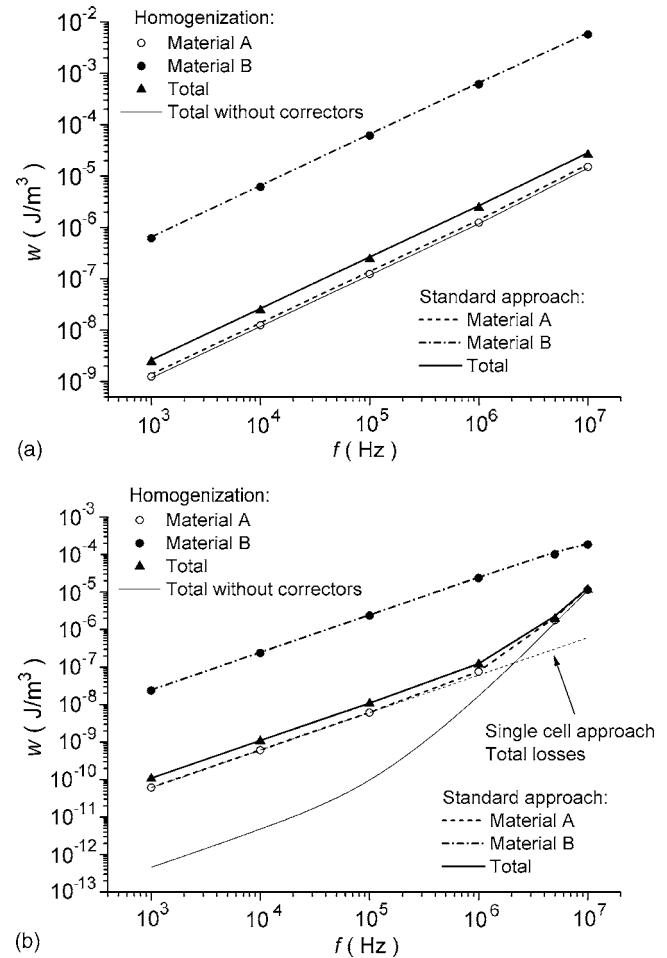 10^-2
10^-3
10^-4
10^-5
10^-6
10^-7
10^-8
10^-9
w ( J/m^3 )
Homogenization:
Material A
Material B
Total
Total without correctors
Standard approach:
Material A
Material B
Total
10^3 10^4 10^5 10^6 10^7
(a) f ( Hz )
10^-3
10^-4
10^-5
10^-6
10^-7
10^-8
10^-9
10^-10
10^-11
10^-12
10^-13
w ( J/m^3 )
Homogenization:
Material A
Material B
Total
Total without correctors
Single cell approach
Total losses
Standard approach:
Material A
Material B
Total
10^3 10^4 10^5 10^6 10^7
(b) f ( Hz )